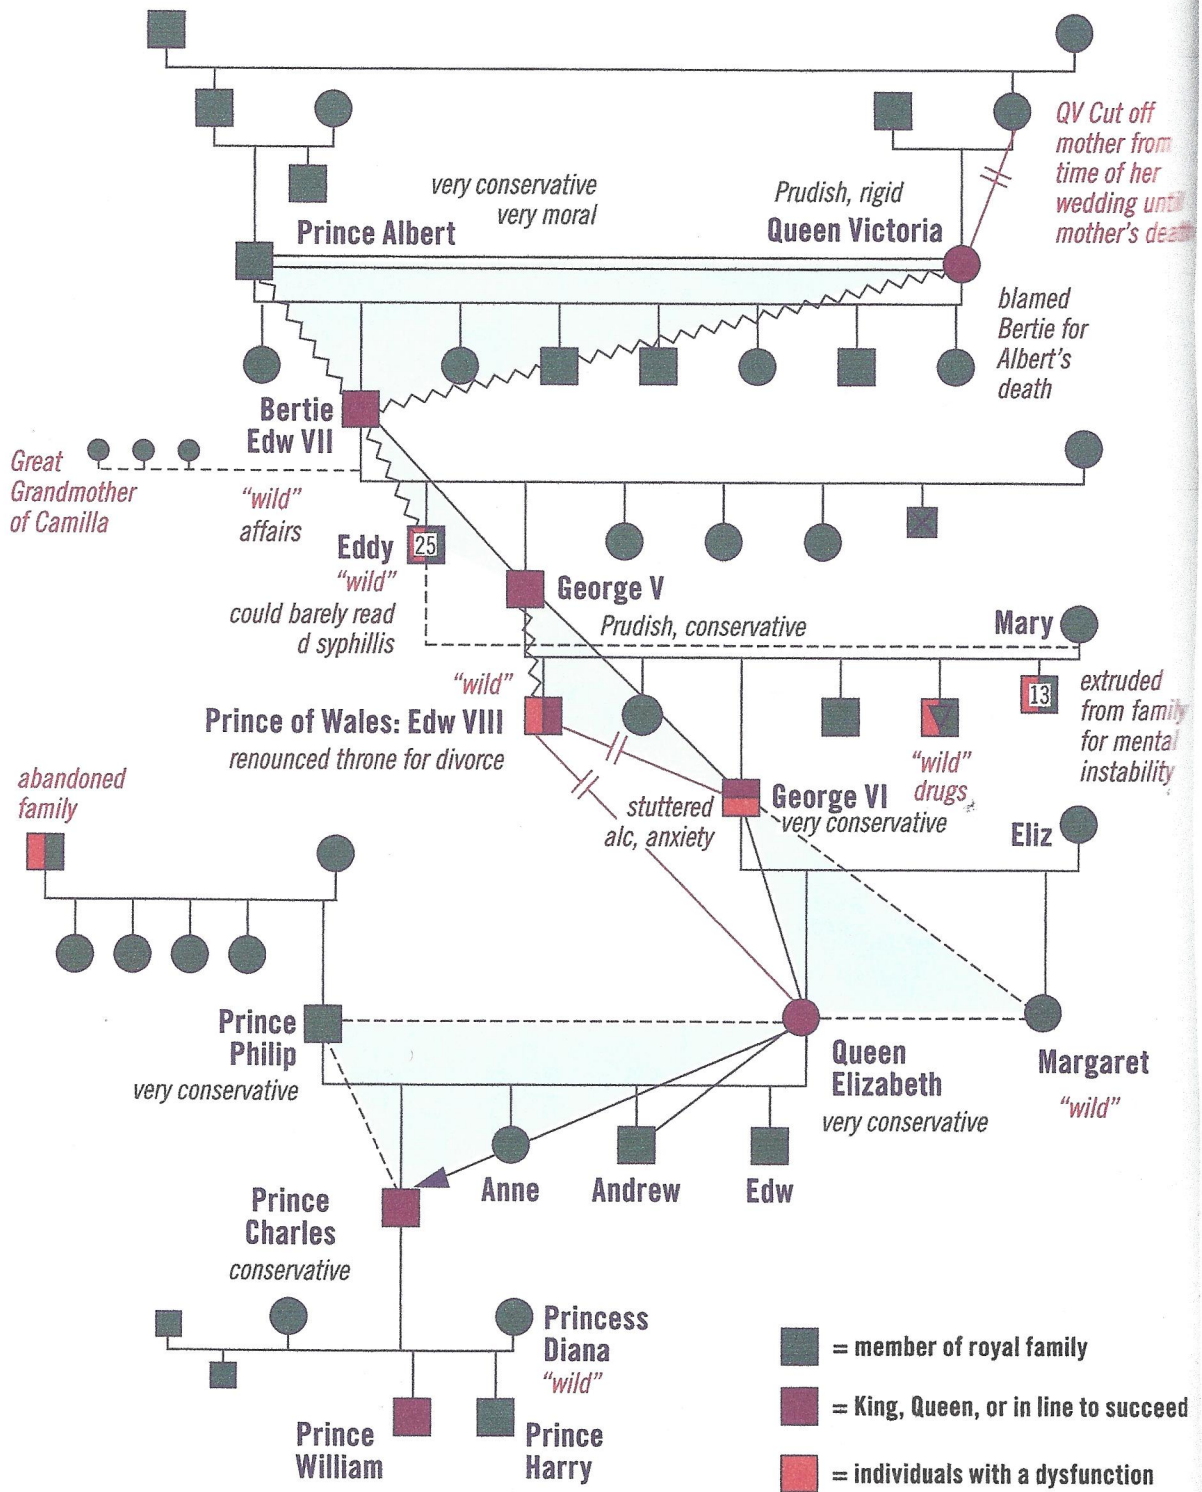 QV Cut off
mother from
time of her
wedding until
mother's death
very conservative
very moral
Prudish, rigid
Prince Albert
Queen Victoria
blamed
Bertie for
Albert's
death
Bertie
Edw VII
Great
Grandmother
of Camilla
"wild"
affairs
Eddy
25
"wild"
could barely read
d syphillis
George V
Prudish, conservative
Mary
"wild"
Prince of Wales: Edw VIII
renounced throne for divorce
13
extruded
from family
for mental
instability
"wild"
drugs
abandoned
family
stuttered
alc, anxiety
George VI
very conservative
Eliz
Prince
Philip
very conservative
Queen
Elizabeth
very conservative
Margaret
"wild"
Anne
Andrew
Edw
Prince
Charles
conservative
Princess
Diana
"wild"
Prince
William
Prince
Harry
= member of royal family
= King, Queen, or in line to succeed
= individuals with a dysfunction